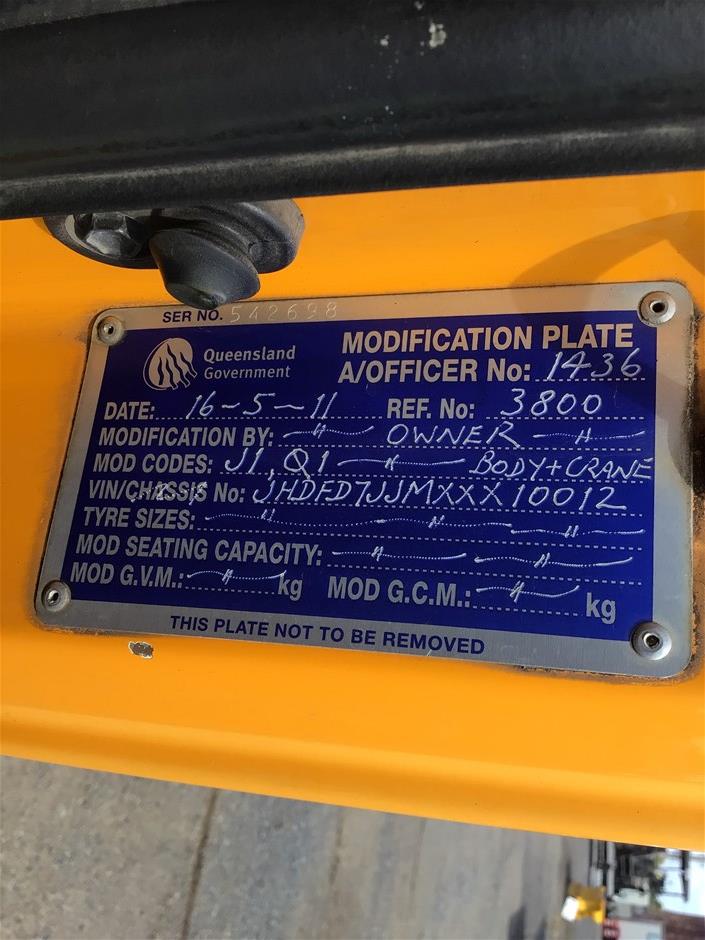 SER NO. 542698
Queensland Government
MODIFICATION PLATE
A/OFFICER No: 1436
DATE: 16-5-11 REF. No: 3800
MODIFICATION BY: — " — OWNER — " —
MOD CODES: J1, Q1 — " — BODY + CRANE
VIN/CHASSIS No: JHDFD7JJMXXX10012
TYRE SIZES: — " — " — " —
MOD SEATING CAPACITY: — " — — " —
MOD G.V.M.: — " — kg MOD G.C.M.: — " — kg
THIS PLATE NOT TO BE REMOVED